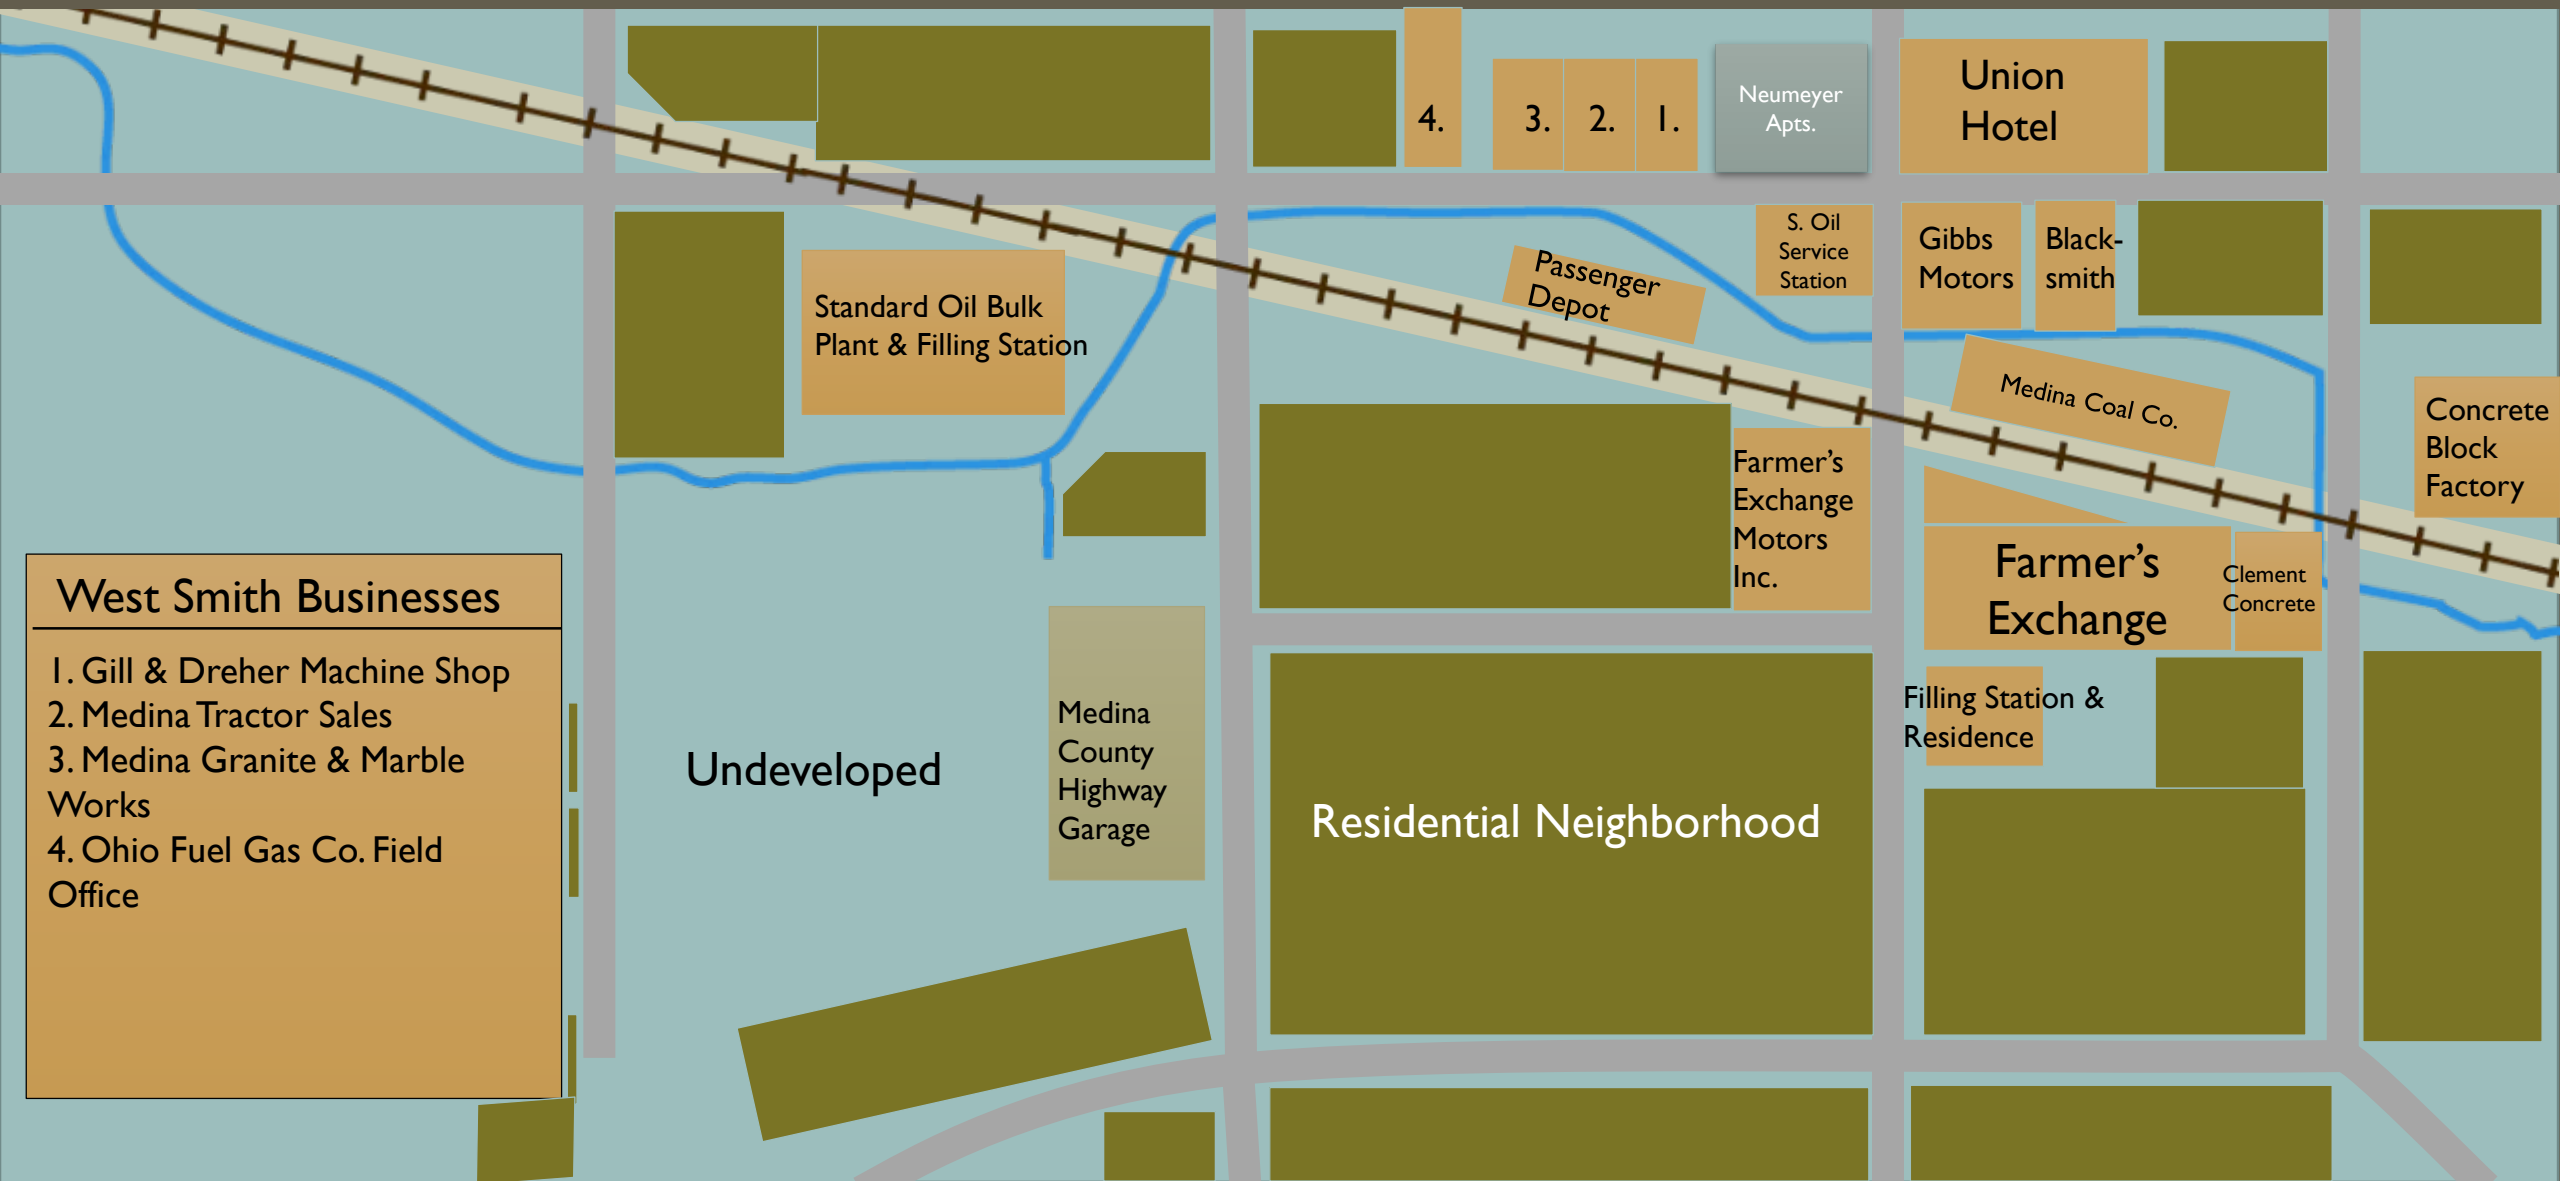 4.
3.
2.
1.
Neumeyer
Apts.
Union
Hotel
S. Oil
Service
Station
Gibbs
Motors
Black-
smith
Passenger
Depot
Standard Oil Bulk
Plant & Filling Station
Medina Coal Co.
Concrete
Block
Factory
Farmer’s
Exchange
Motors
Inc.
Farmer’s
Exchange
Clement
Concrete
West Smith Businesses
1. Gill & Dreher Machine Shop
2. Medina Tractor Sales
3. Medina Granite & Marble
Works
4. Ohio Fuel Gas Co. Field
Office
Undeveloped
Medina
County
Highway
Garage
Filling Station &
Residence
Residential Neighborhood